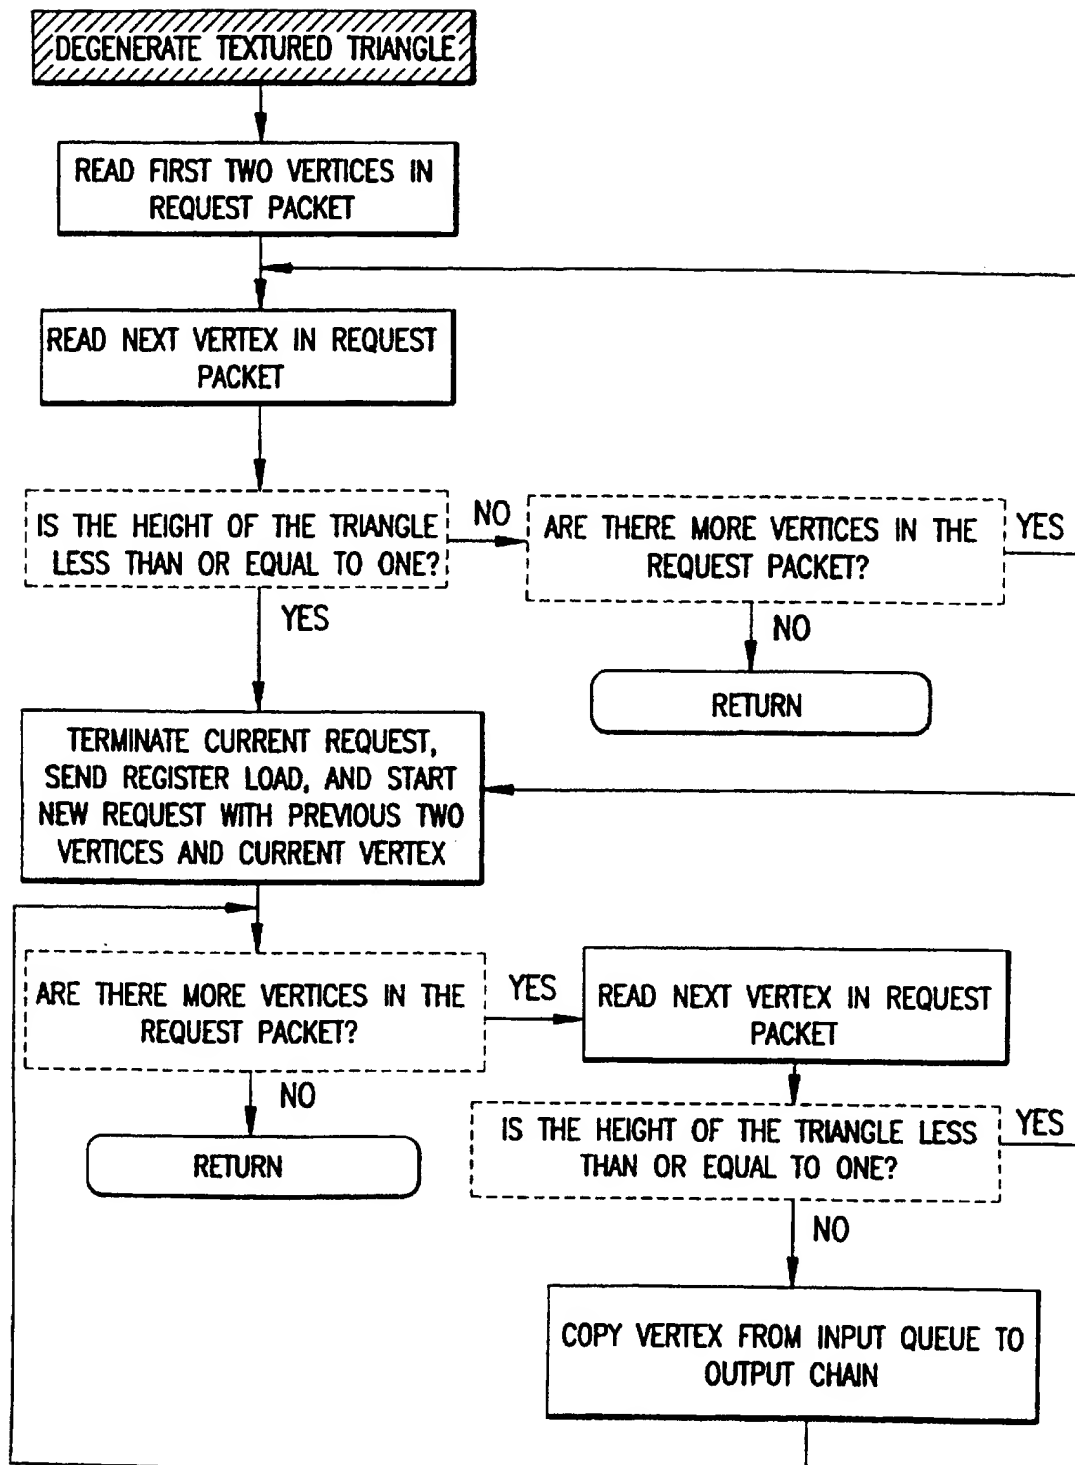 DEGENERATE TEXTURED TRIANGLE
READ FIRST TWO VERTICES IN
REQUEST PACKET
READ NEXT VERTEX IN REQUEST
PACKET
IS THE HEIGHT OF THE TRIANGLE
LESS THAN OR EQUAL TO ONE?
NO
ARE THERE MORE VERTICES IN THE
REQUEST PACKET?
YES
YES
NO
RETURN
TERMINATE CURRENT REQUEST,
SEND REGISTER LOAD, AND START
NEW REQUEST WITH PREVIOUS TWO
VERTICES AND CURRENT VERTEX
ARE THERE MORE VERTICES IN THE
REQUEST PACKET?
YES
READ NEXT VERTEX IN REQUEST
PACKET
NO
RETURN
IS THE HEIGHT OF THE TRIANGLE LESS
THAN OR EQUAL TO ONE?
YES
NO
COPY VERTEX FROM INPUT QUEUE TO
OUTPUT CHAIN